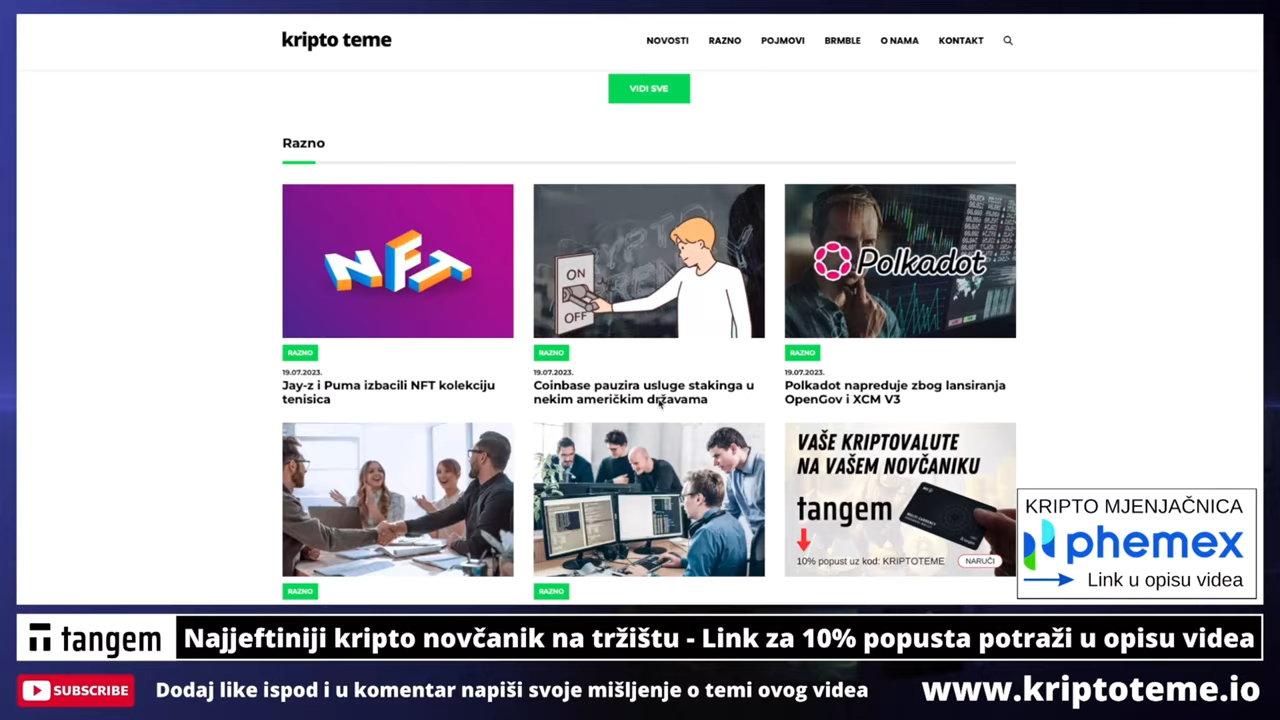 kripto teme
NOVOSTI RAZNO POJMOVI BRMBLE O NAMA KONTAKT
VIDI SVE
Razno
NFT
RAZNO
19.07.2023.
Jay-z i Puma izbacili NFT kolekciju
tenisica
ON
OFF
RAZNO
19.07.2023.
Coinbase pauzira usluge stakinga u
nekim američkim državama
Polkadot
RAZNO
19.07.2023.
Polkadot napreduje zbog lansiranja
OpenGov i XCM V3
RAZNO
RAZNO
VAŠE KRIPTOVALUTE
NA VAŠEM NOVČANIKU
tangem
10% popust uz kod: KRIPTOTEME
NARUČI
KRIPTO MJENJAČNICA
phemex
Link u opisu videa
tangem
Najjeftiniji kripto novčanik na tržištu - Link za 10% popusta potraži u opisu videa
SUBSCRIBE
Dodaj like ispod i u komentar napiši svoje mišljenje o temi ovog videa
www.kriptoteme.io